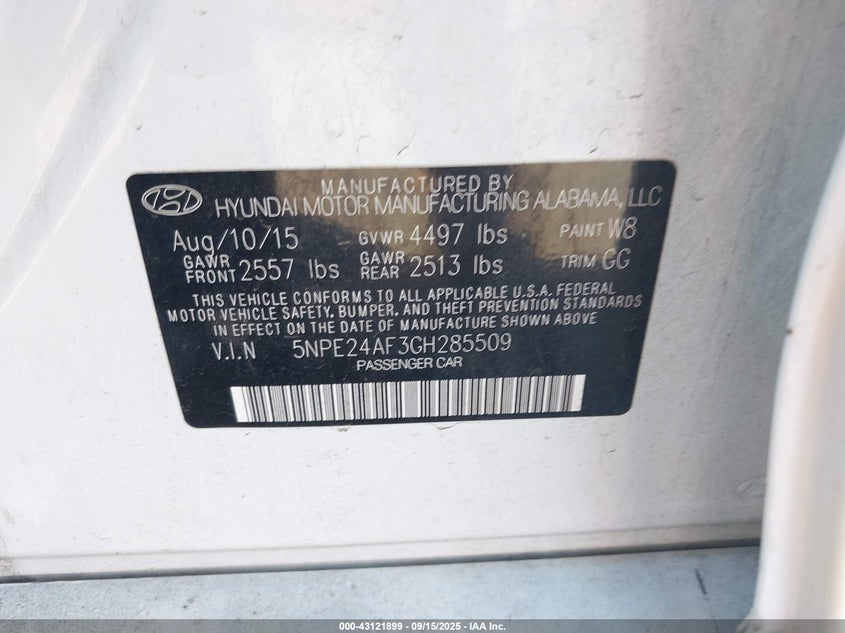 MANUFACTURED BY
HYUNDAI MOTOR MANUFACTURING ALABAMA, LLC
Aug/10/15 GVWR 4497 lbs PAINT W8
GAWR FRONT 2557 lbs GAWR REAR 2513 lbs TRIM GG
THIS VEHICLE CONFORMS TO ALL APPLICABLE U.S.A. FEDERAL
MOTOR VEHICLE SAFETY, BUMPER, AND THEFT PREVENTION STANDARDS
IN EFFECT ON THE DATE OF MANUFACTURE SHOWN ABOVE.
V.I.N 5NPE24AF3GH285509
PASSENGER CAR
000-43121899 - 09/15/2025 - IAA Inc.